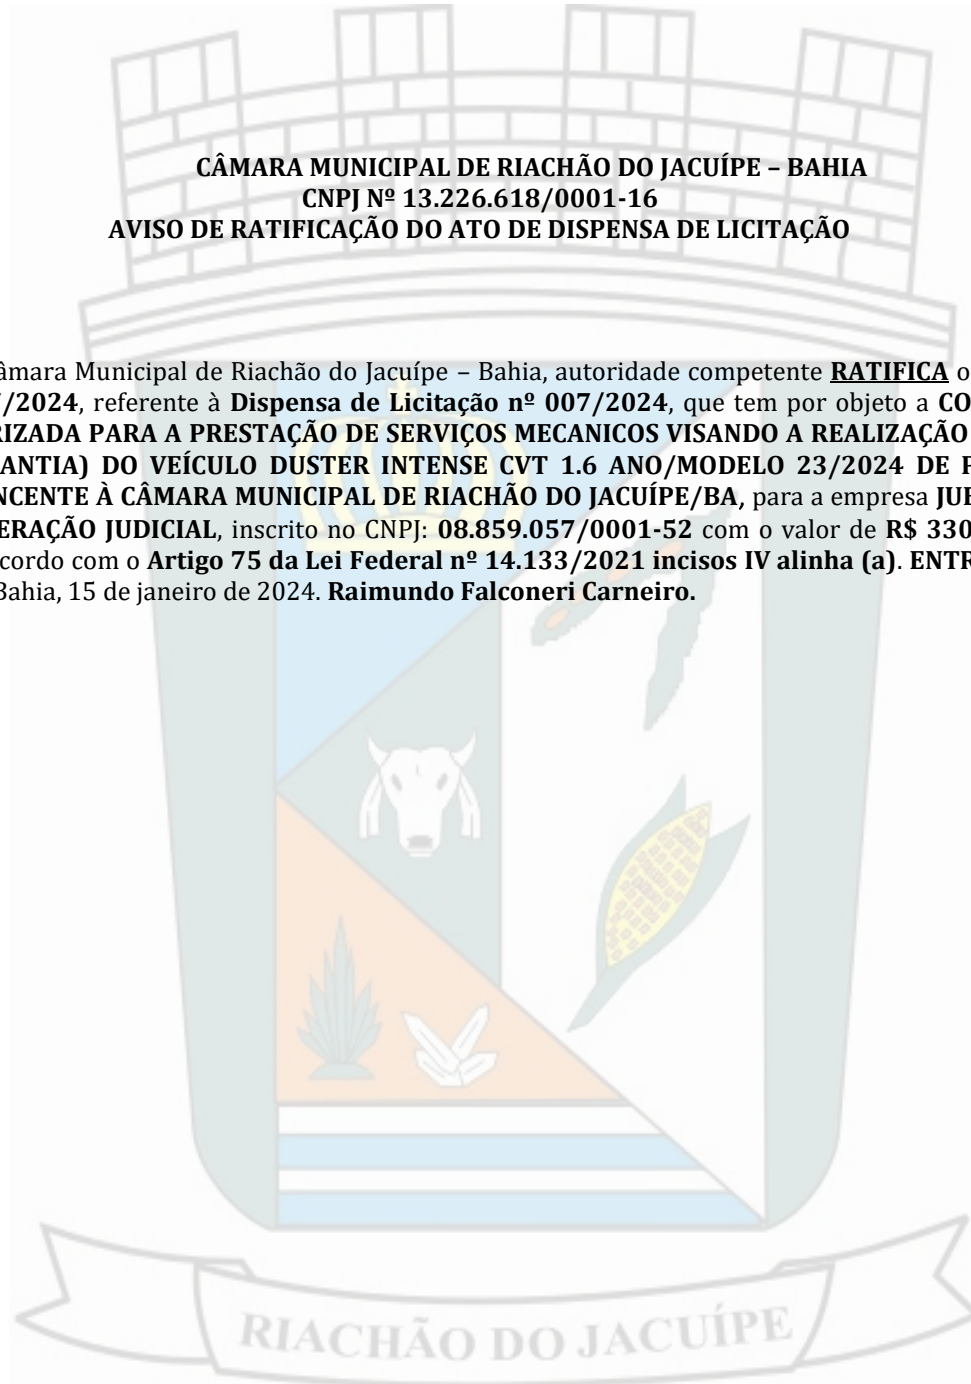 CÂMARA MUNICIPAL DE RIACHÃO DO JACUÍPE – BAHIA
CNPJ Nº 13.226.618/0001-16
AVISO DE RATIFICAÇÃO DO ATO DE DISPENSA DE LICITAÇÃO
âmara Municipal de Riachão do Jacuípe – Bahia, autoridade competente RATIFICA o
/2024, referente à Dispensa de Licitação nº 007/2024, que tem por objeto a CO
RIZADA PARA A PRESTAÇÃO DE SERVIÇOS MECANICOS VISANDO A REALIZAÇÃO
ANTIA) DO VEÍCULO DUSTER INTENSE CVT 1.6 ANO/MODELO 23/2024 DE
NCENTE À CÂMARA MUNICIPAL DE RIACHÃO DO JACUÍPE/BA, para a empresa
ERAÇÃO JUDICIAL, inscrito no CNPJ: 08.859.057/0001-52 com o valor de R$ 330
cordo com o Artigo 75 da Lei Federal nº 14.133/2021 incisos IV alinha (a). ENTR
Bahia, 15 de janeiro de 2024. Raimundo Falconeri Carneiro.
RIACHÃO DO JACUÍPE